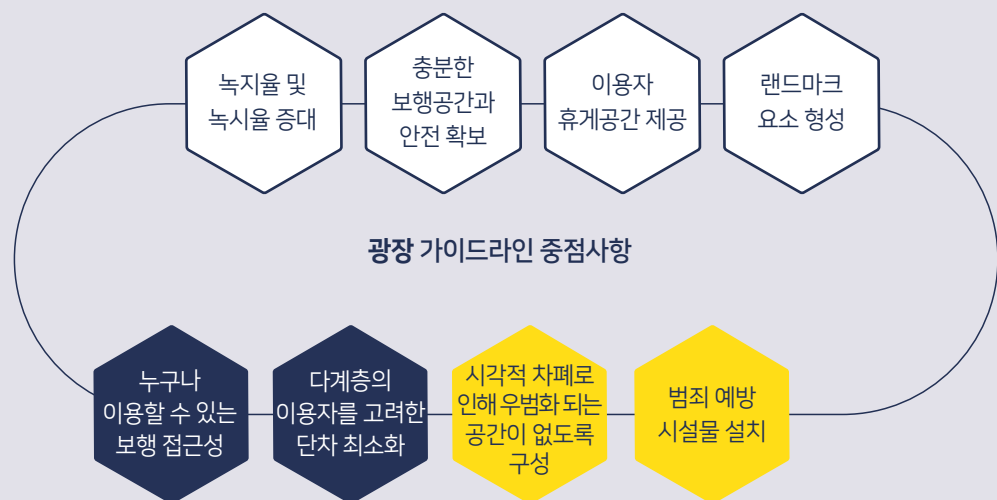 녹지율 및
녹시율 증대
충분한
보행공간과
안전 확보
이용자
휴게공간 제공
랜드마크
요소 형성
광장 가이드라인 중점사항
누구나
이용할 수 있는
보행 접근성
다계층의
이용자를 고려한
단차 최소화
시각적 차폐로
인해 우범화 되는
공간이 없도록
구성
범죄 예방
시설물 설치